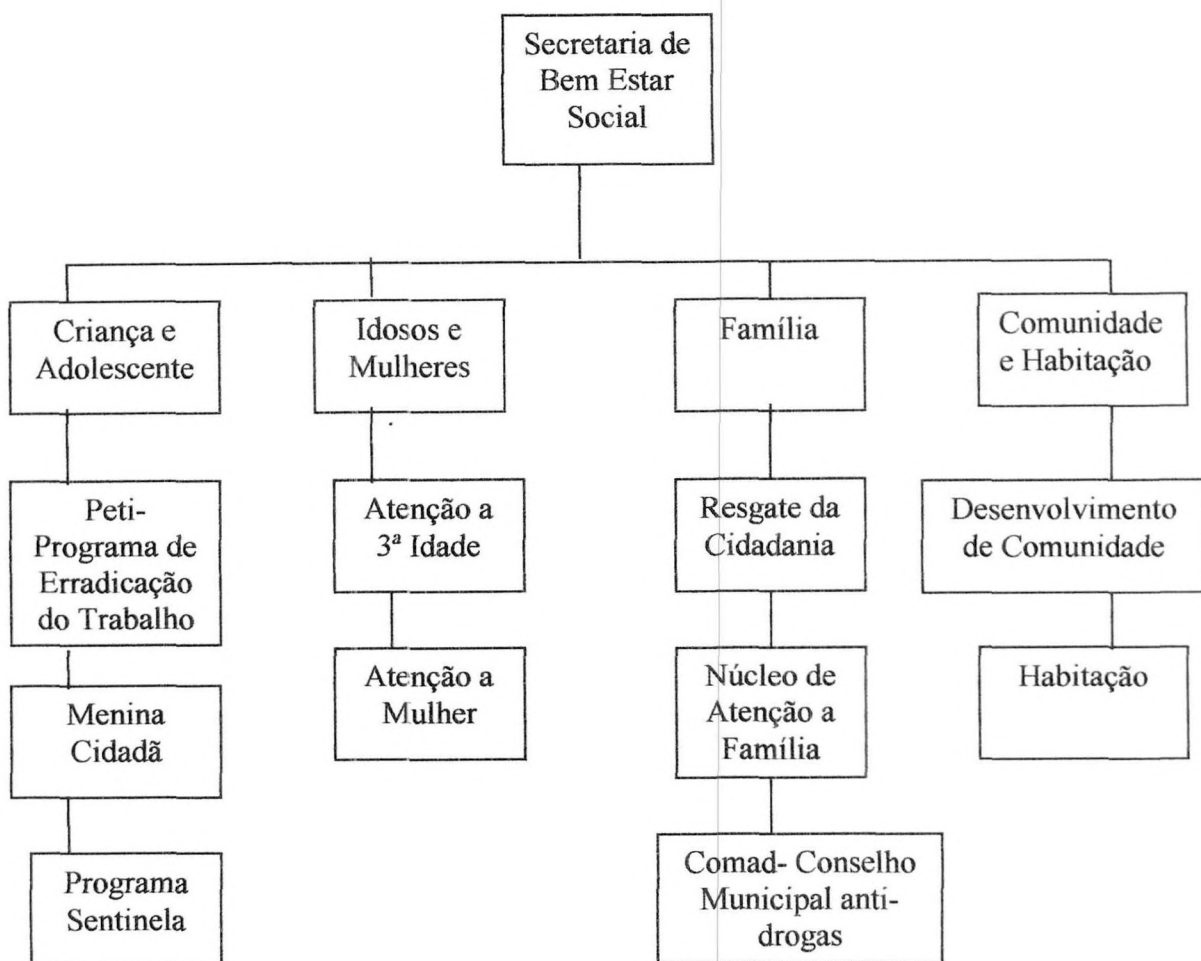 Secretaria de
Bem Estar
Social
Criança e
Adolescente
Idosos e
Mulheres
Família
Comunidade
e Habitação
Peti-
Programa de
Erradicação
do Trabalho
Atenção a
3ª Idade
Resgate da
Cidadania
Desenvolvimento
de Comunidade
Menina
Cidadã
Atenção a
Mulher
Núcleo de
Atenção a
Família
Habitação
Programa
Sentinela
Comad- Conselho
Municipal anti-
drogas